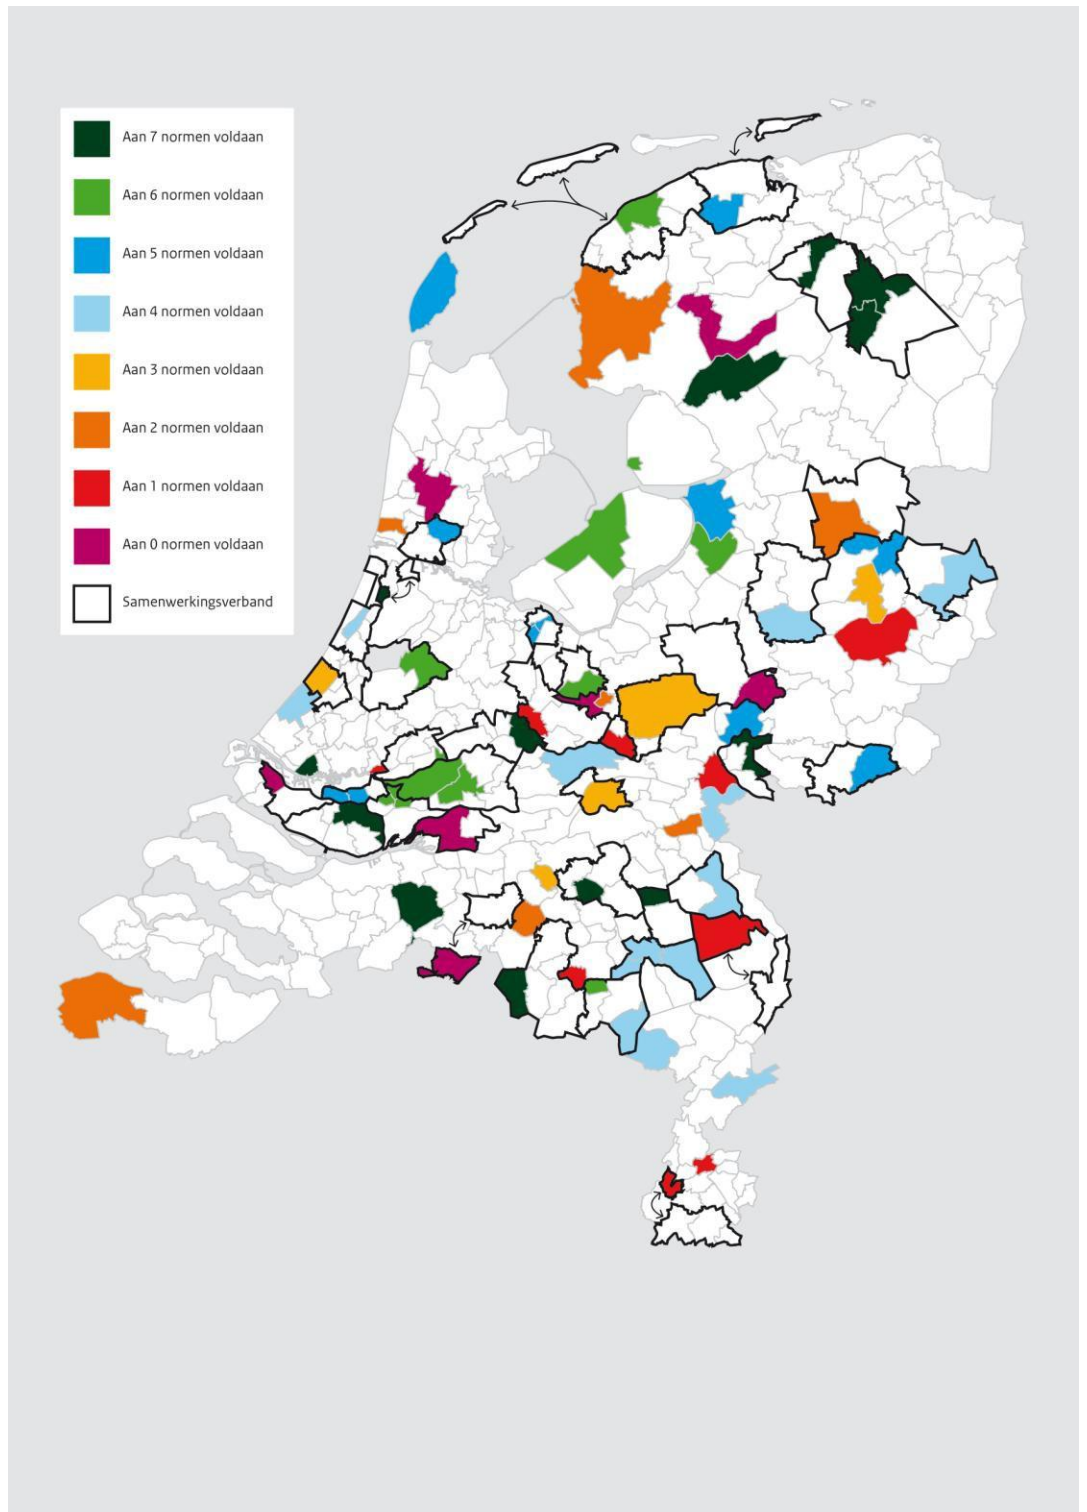 Aan 7 normen voldaan
Aan 6 normen voldaan
Aan 5 normen voldaan
Aan 4 normen voldaan
Aan 3 normen voldaan
Aan 2 normen voldaan
Aan 1 normen voldaan
Aan 0 normen voldaan
Samenwerkingsverband